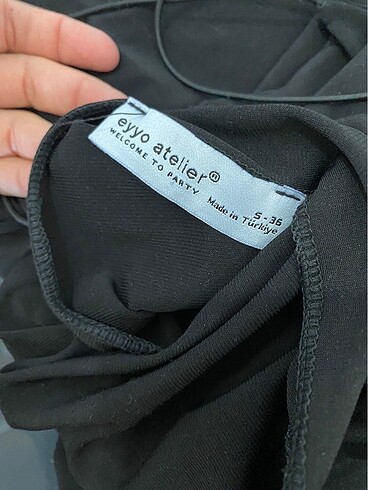 eyyo atelier®
WELCOME TO PARTY
S-36
Made in Türkiye